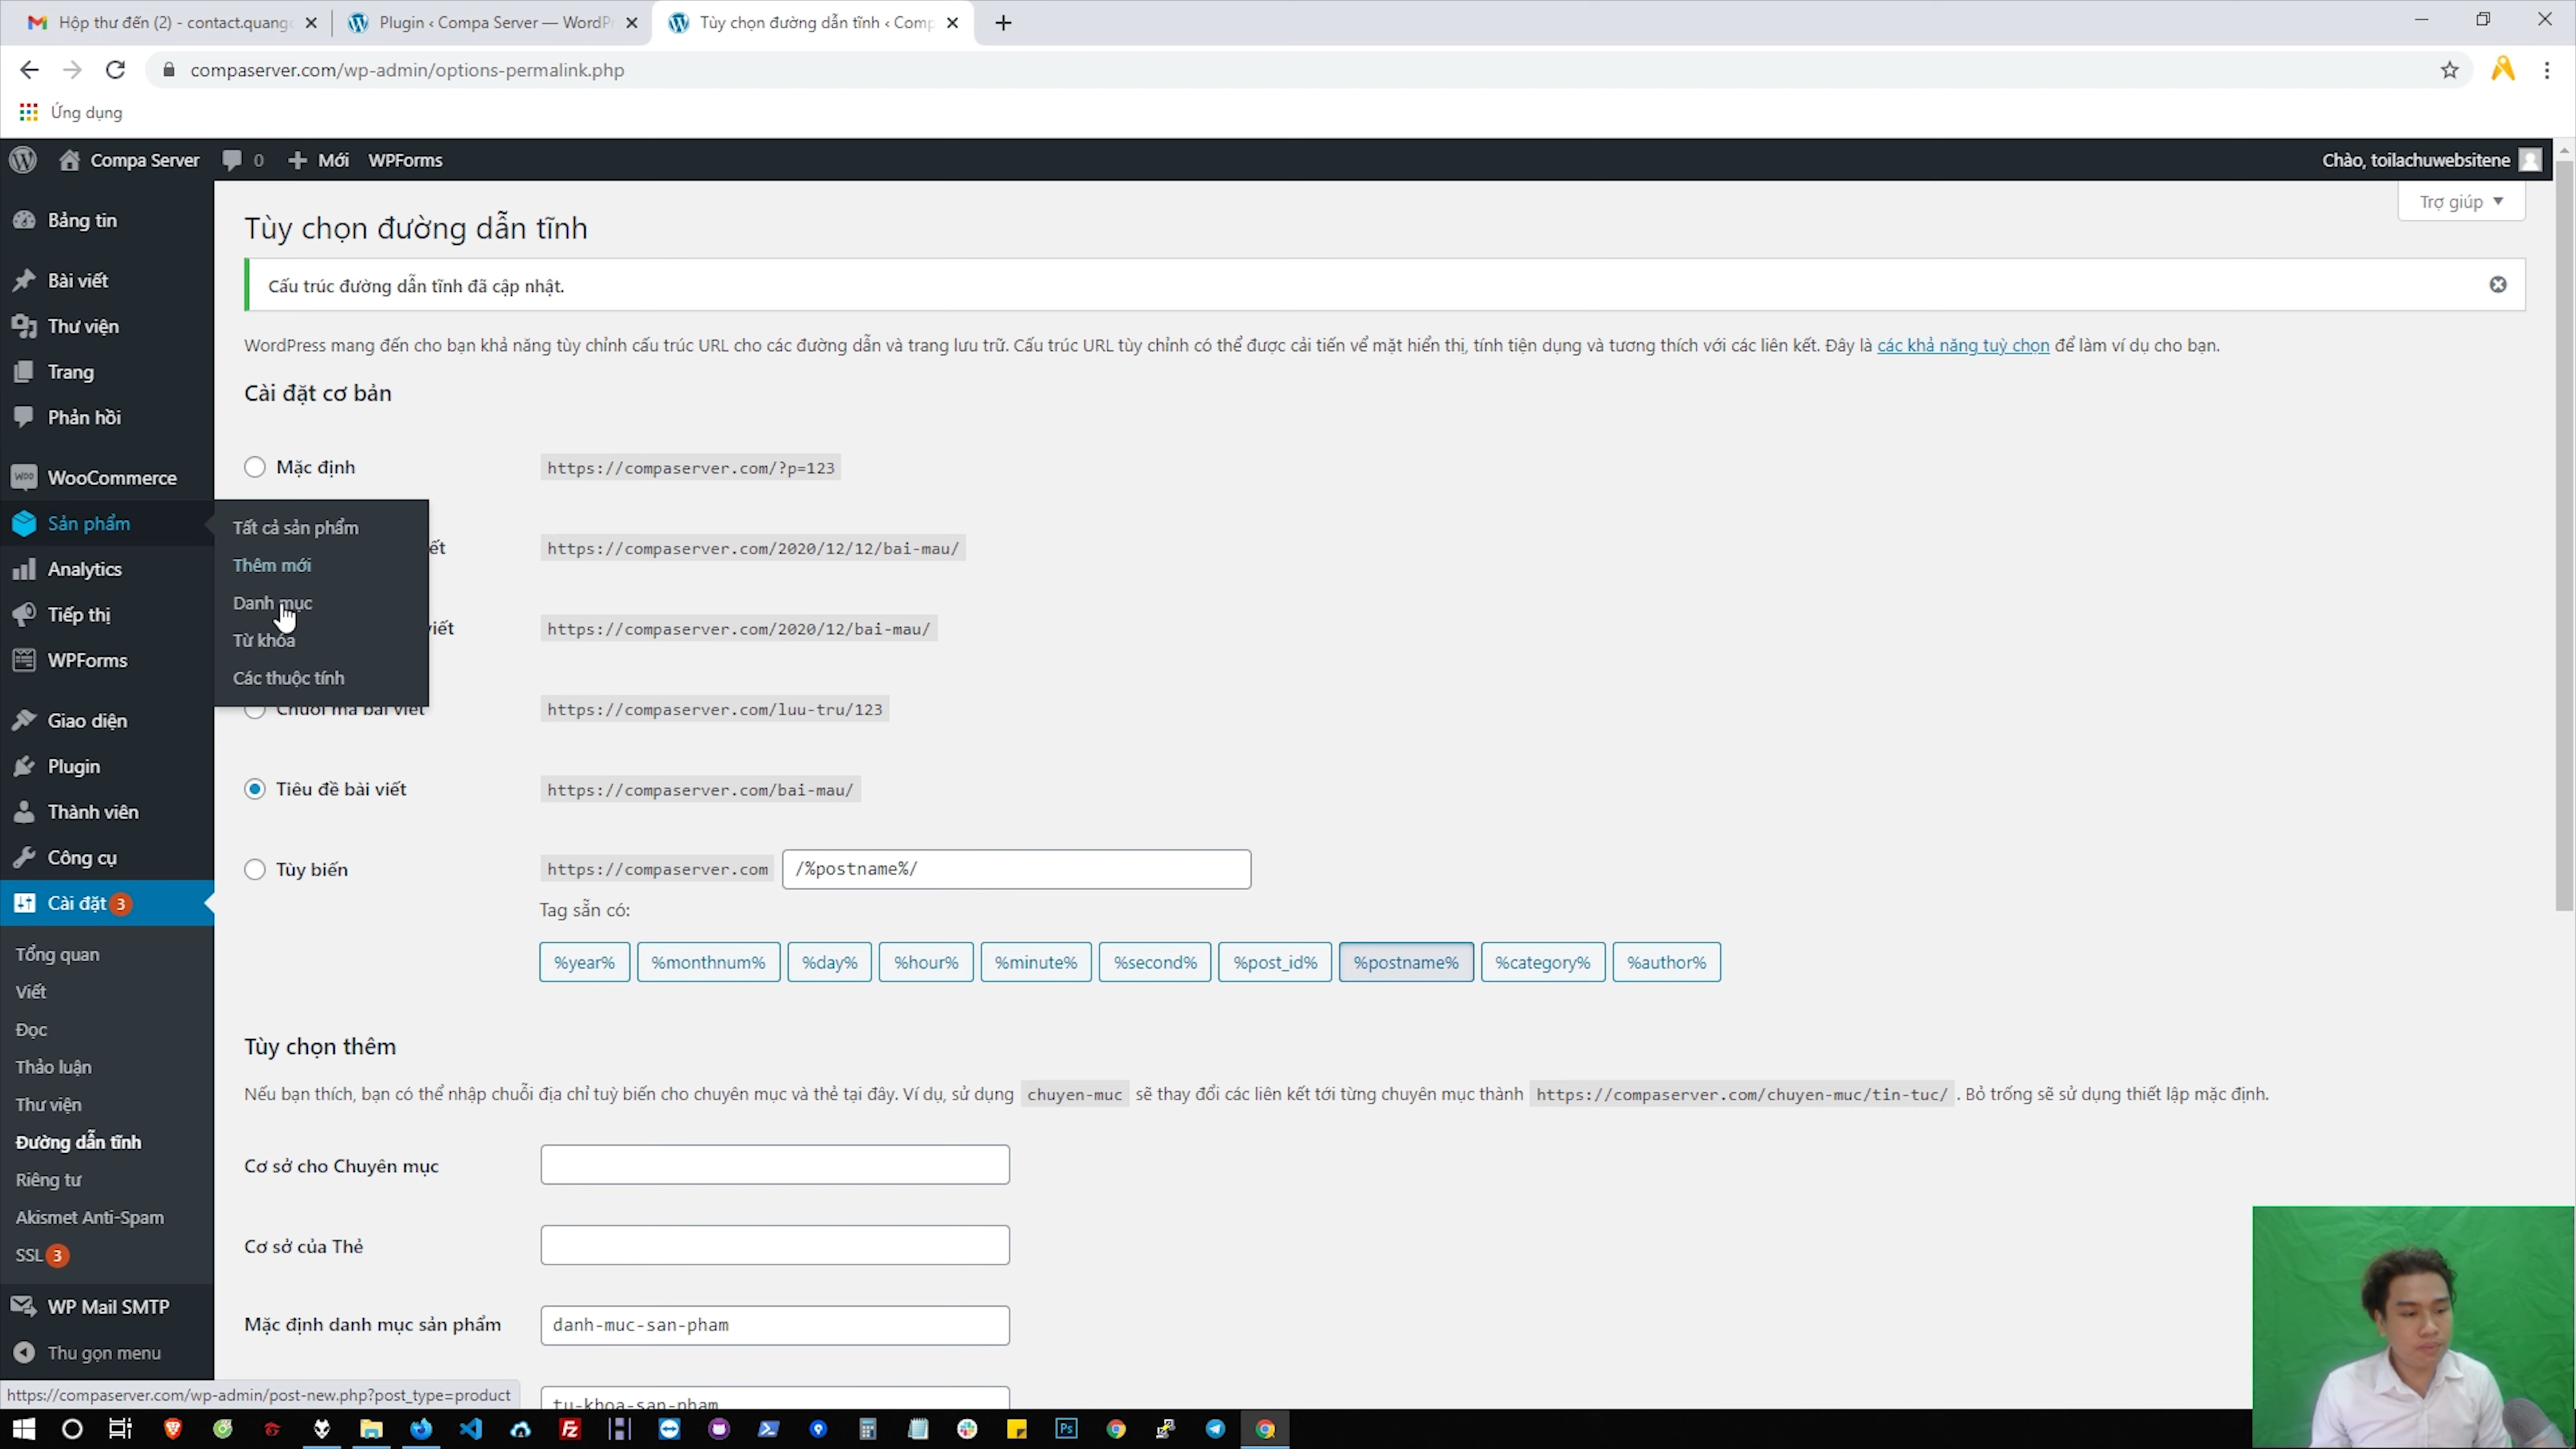 Hộp thư đến (2) - contact.quang
Plugin ‹ Compa Server — WordPr
Tùy chọn đường dẫn tĩnh ‹ Comp
compaserver.com/wp-admin/options-permalink.php
Ứng dụng
Compa Server
0
Mới
WPForms
Chào, toilachuwebsitene
Trợ giúp
Bảng tin
Bài viết
Thư viện
Trang
Phản hồi
WooCommerce
Sản phẩm
Analytics
Tiếp thị
WPForms
Giao diện
Plugin
Thành viên
Công cụ
Cài đặt 3
Tổng quan
Viết
Đọc
Thảo luận
Thư viện
Đường dẫn tĩnh
Riêng tư
Akismet Anti-Spam
SSL 3
WP Mail SMTP
Thu gọn menu
Tất cả sản phẩm
Thêm mới
Danh mục
Từ khóa
Các thuộc tính
Tùy chọn đường dẫn tĩnh
Cấu trúc đường dẫn tĩnh đã cập nhật.
WordPress mang đến cho bạn khả năng tùy chỉnh cấu trúc URL cho các đường dẫn và trang lưu trữ. Cấu trúc URL tùy chỉnh có thể được cải tiến về mặt hiển thị, tính tiện dụng và tương thích với các liên kết. Đây là các khả năng tuỳ chọn để làm ví dụ cho bạn.
Cài đặt cơ bản
Mặc định https://compaserver.com/?p=123
ết https://compaserver.com/2020/12/12/bai-mau/
viết https://compaserver.com/2020/12/bai-mau/
Chuỗi mã bài viết https://compaserver.com/luu-tru/123
Tiêu đề bài viết https://compaserver.com/bai-mau/
Tùy biến https://compaserver.com /%postname%/
Tag sẵn có:
%year% %monthnum% %day% %hour% %minute% %second% %post_id% %postname% %category% %author%
Tùy chọn thêm
Nếu bạn thích, bạn có thể nhập chuỗi địa chỉ tuỳ biến cho chuyên mục và thẻ tại đây. Ví dụ, sử dụng chuyen-muc sẽ thay đổi các liên kết tới từng chuyên mục thành https://compaserver.com/chuyen-muc/tin-tuc/ . Bỏ trống sẽ sử dụng thiết lập mặc định.
Cơ sở cho Chuyên mục
Cơ sở của Thẻ
Mặc định danh mục sản phẩm danh-muc-san-pham
tu-khoa-san-pham
https://compaserver.com/wp-admin/post-new.php?post_type=product